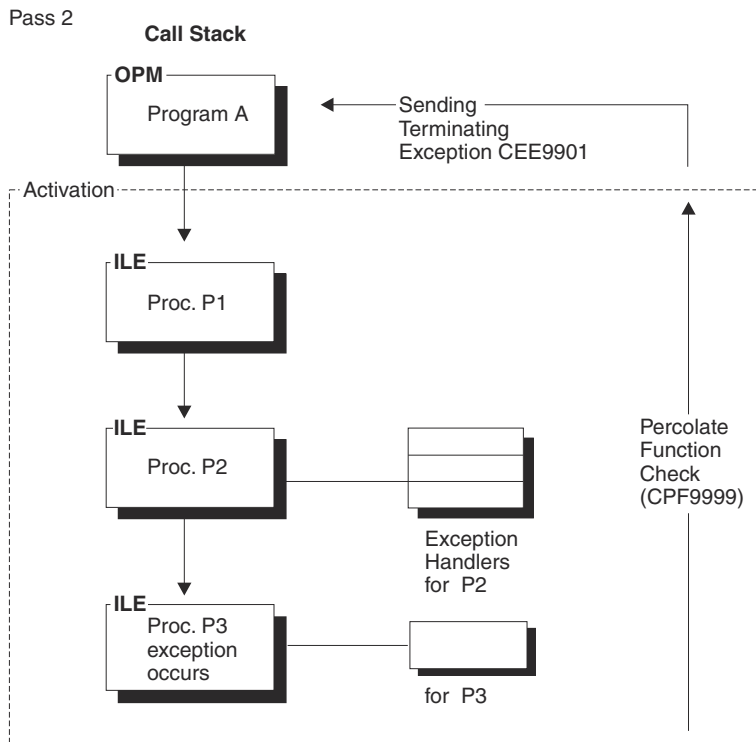 Pass 2
Call Stack
OPM
Program A
Sending
Terminating
Exception CEE9901
Activation
ILE
Proc. P1
ILE
Proc. P2
Exception
Handlers
for P2
Percolate
Function
Check
(CPF9999)
ILE
Proc. P3
exception
occurs
for P3